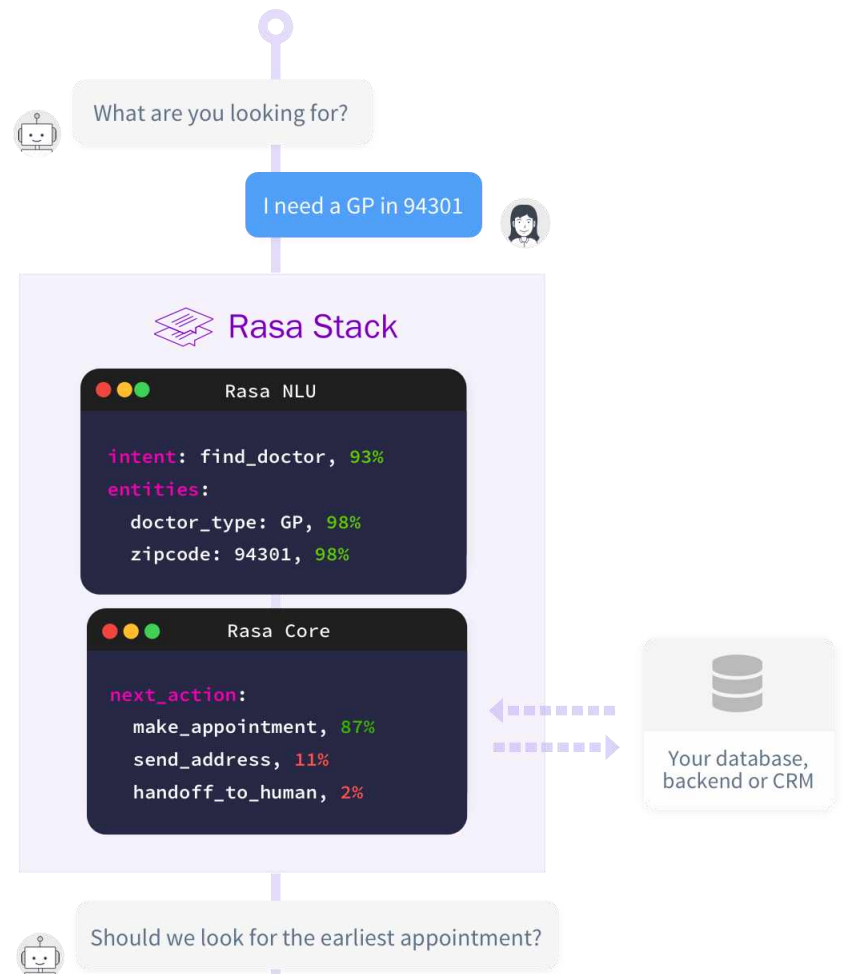 What are you looking for?
I need a GP in 94301
Rasa Stack
Rasa NLU
intent: find_doctor, 93%
entities:
doctor_type: GP, 98%
zipcode: 94301, 98%
Rasa Core
next_action:
make_appointment, 87%
send_address, 11%
handoff_to_human, 2%
Your database,
backend or CRM
Should we look for the earliest appointment?